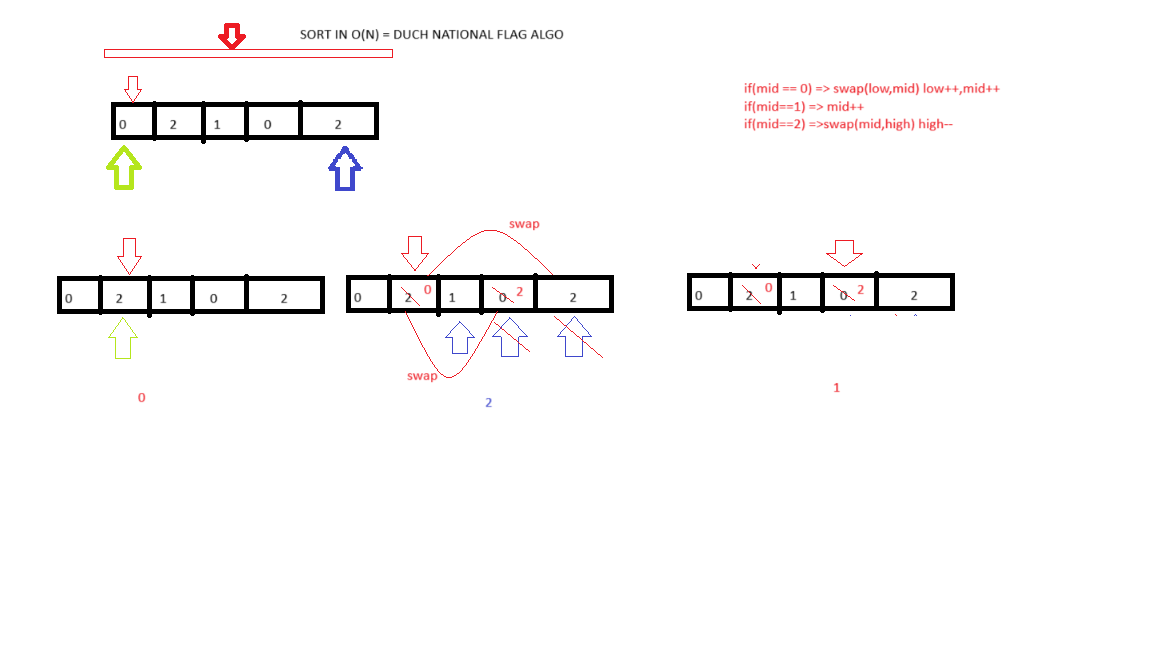 SORT IN O(N) = DUCH NATIONAL FLAG ALGO
if(mid == 0) => swap(low,mid) low++,mid++
if(mid==1) => mid++
if(mid==2) =>swap(mid,high) high--
0 2 1 0 2
swap
0 2 1 0 2
0 2 0 1 0 2 2
0 2 0 1 0 2 2
swap
0
2
1